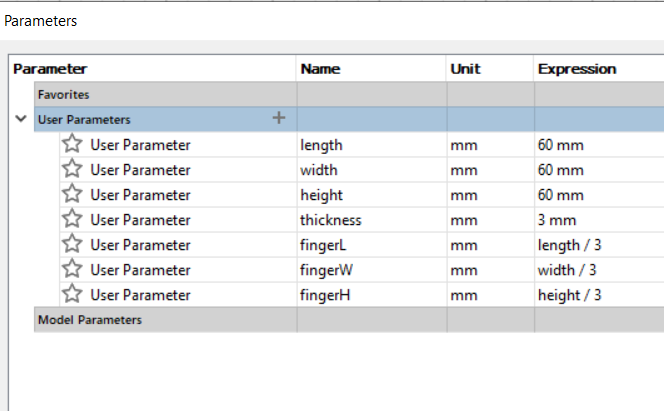 Parameters
Parameter Name Unit Expression
Favorites
User Parameters +
User Parameter length mm 60 mm
User Parameter width mm 60 mm
User Parameter height mm 60 mm
User Parameter thickness mm 3 mm
User Parameter fingerL mm length / 3
User Parameter fingerW mm width / 3
User Parameter fingerH mm height / 3
Model Parameters